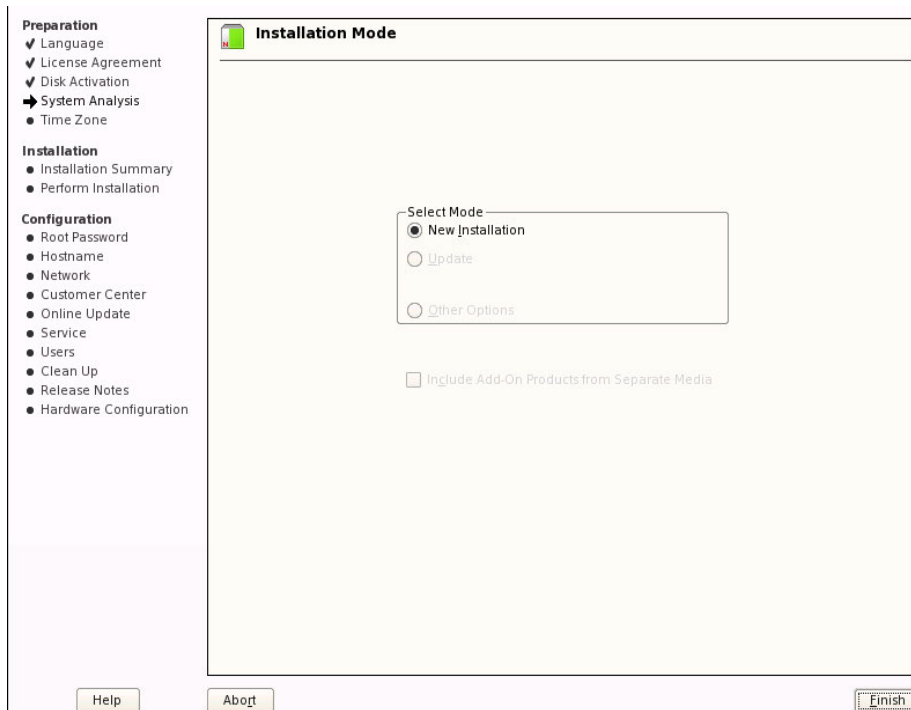 Preparation
Language
License Agreement
Disk Activation
System Analysis
Time Zone
Installation
Installation Summary
Perform Installation
Configuration
Root Password
Hostname
Network
Customer Center
Online Update
Service
Users
Clean Up
Release Notes
Hardware Configuration
N
Installation Mode
Select Mode
New Installation
Update
Other Options
Include Add-On Products from Separate Media
Help
Abort
Finish